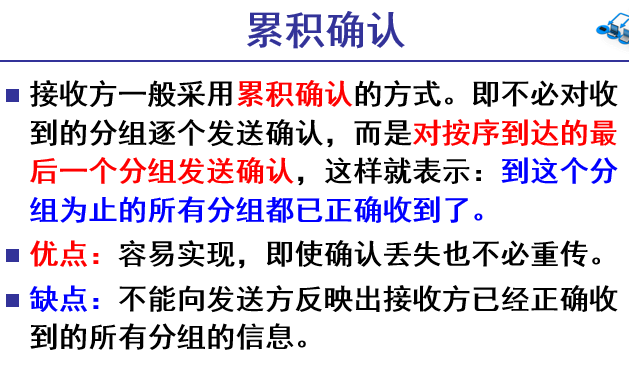 累积确认
接收方一般采用累积确认的方式。即不必对收
到的分组逐个发送确认，而是对按序到达的最
后一个分组发送确认，这样就表示：到这个分
组为止的所有分组都已正确收到了。
优点：容易实现，即使确认丢失也不必重传。
缺点：不能向发送方反映出接收方已经正确收
到的所有分组的信息。